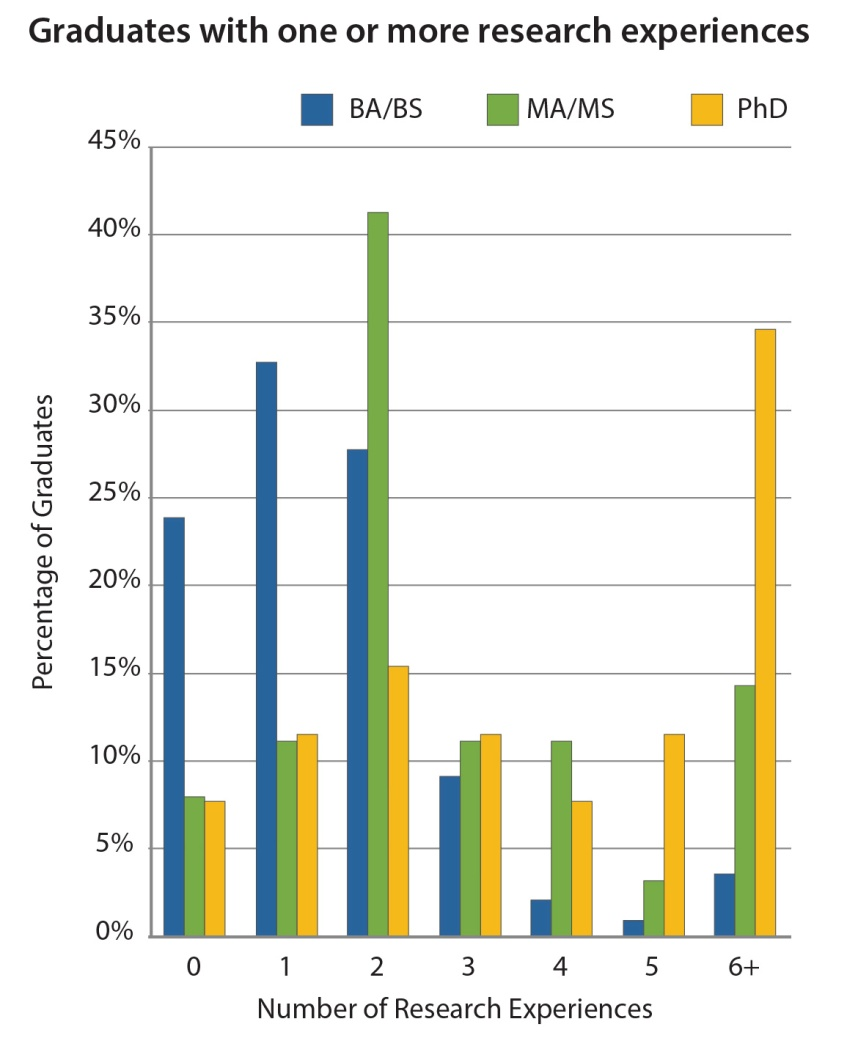 Graduates with one or more research experiences
BA/BS MA/MS PhD
45%
40%
35%
30%
25%
20%
15%
10%
5%
0%
Percentage of Graduates
0 1 2 3 4 5 6+
Number of Research Experiences